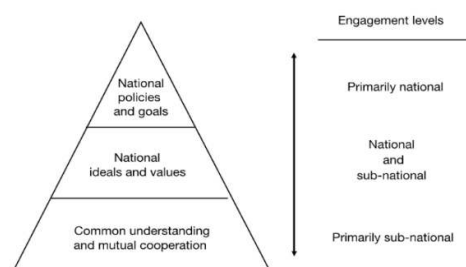 Engagement levels
National
policies
and goals
Primarily national
National
ideals and values
National
and
sub-national
Common understanding
and mutual cooperation
Primarily sub-national